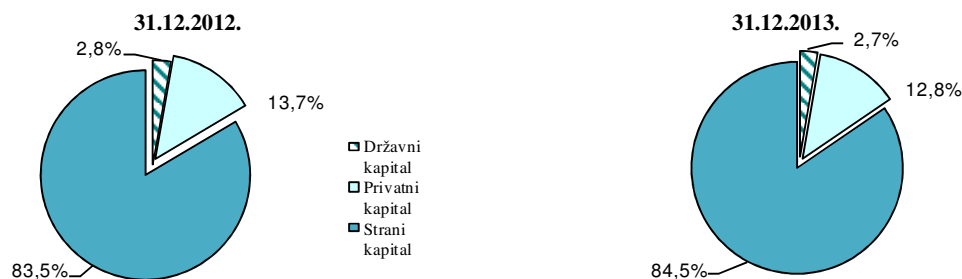 31.12.2012.
2,8%
13,7%
83,5%
Državni
kapital
Privatni
kapital
Strani
kapital
31.12.2013.
2,7%
12,8%
84,5%